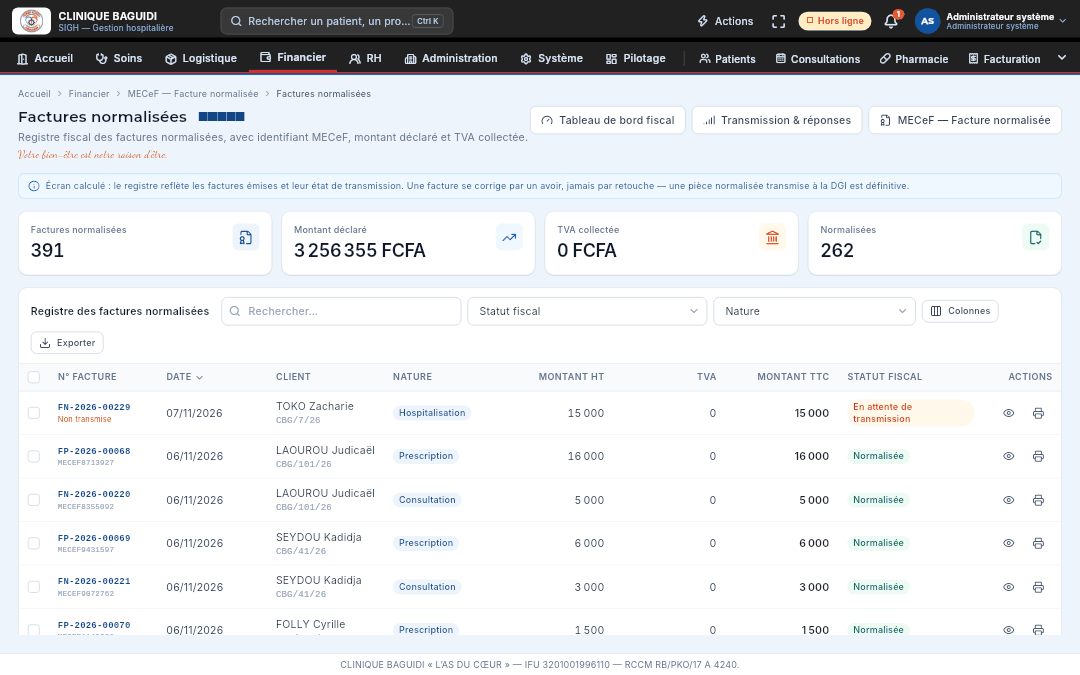 CLINIQUE BAGUIDI
SIGH — Gestion hospitalière
Rechercher un patient, un pro... Ctrl K
Actions
Hors ligne
1
AS
Administrateur système
Administrateur système
Accueil
Soins
Logistique
Financier
RH
Administration
Système
Pilotage
Patients
Consultations
Pharmacie
Facturation
Accueil > Financier > MECeF — Facture normalisée > Factures normalisées
Factures normalisées
Registre fiscal des factures normalisées, avec identifiant MECeF, montant déclaré et TVA collectée.
Votre bien-être est notre raison d'être.
Tableau de bord fiscal
Transmission & réponses
MECeF — Facture normalisée
Écran calculé : le registre reflète les factures émises et leur état de transmission. Une facture se corrige par un avoir, jamais par retouche — une pièce normalisée transmise à la DGI est définitive.
Factures normalisées
391
Montant déclaré
3 256 355 FCFA
TVA collectée
0 FCFA
Normalisées
262
Registre des factures normalisées
Rechercher...
Statut fiscal
Nature
Colonnes
Exporter
N° FACTURE DATE CLIENT NATURE MONTANT HT TVA MONTANT TTC STATUT FISCAL ACTIONS
FN-2026-00229 07/11/2026 TOKO Zacharie Hospitalisation 15 000 0 15 000 En attente de transmission
Non transmise CBG/7/26
FP-2026-00068 06/11/2026 LAOUROU Judicaël Prescription 16 000 0 16 000 Normalisée
MECEF8713927 CBG/101/26
FN-2026-00220 06/11/2026 LAOUROU Judicaël Consultation 5 000 0 5 000 Normalisée
MECEF8355092 CBG/101/26
FP-2026-00069 06/11/2026 SEYDOU Kadidja Prescription 6 000 0 6 000 Normalisée
MECEF9431597 CBG/41/26
FN-2026-00221 06/11/2026 SEYDOU Kadidja Consultation 3 000 0 3 000 Normalisée
MECEF9072762 CBG/41/26
FP-2026-00070 06/11/2026 FOLLY Cyrille Prescription 1 500 0 1 500 Normalisée
CLINIQUE BAGUIDI « L'AS DU CŒUR » — IFU 3201001996110 — RCCM RB/PKO/17 A 4240.